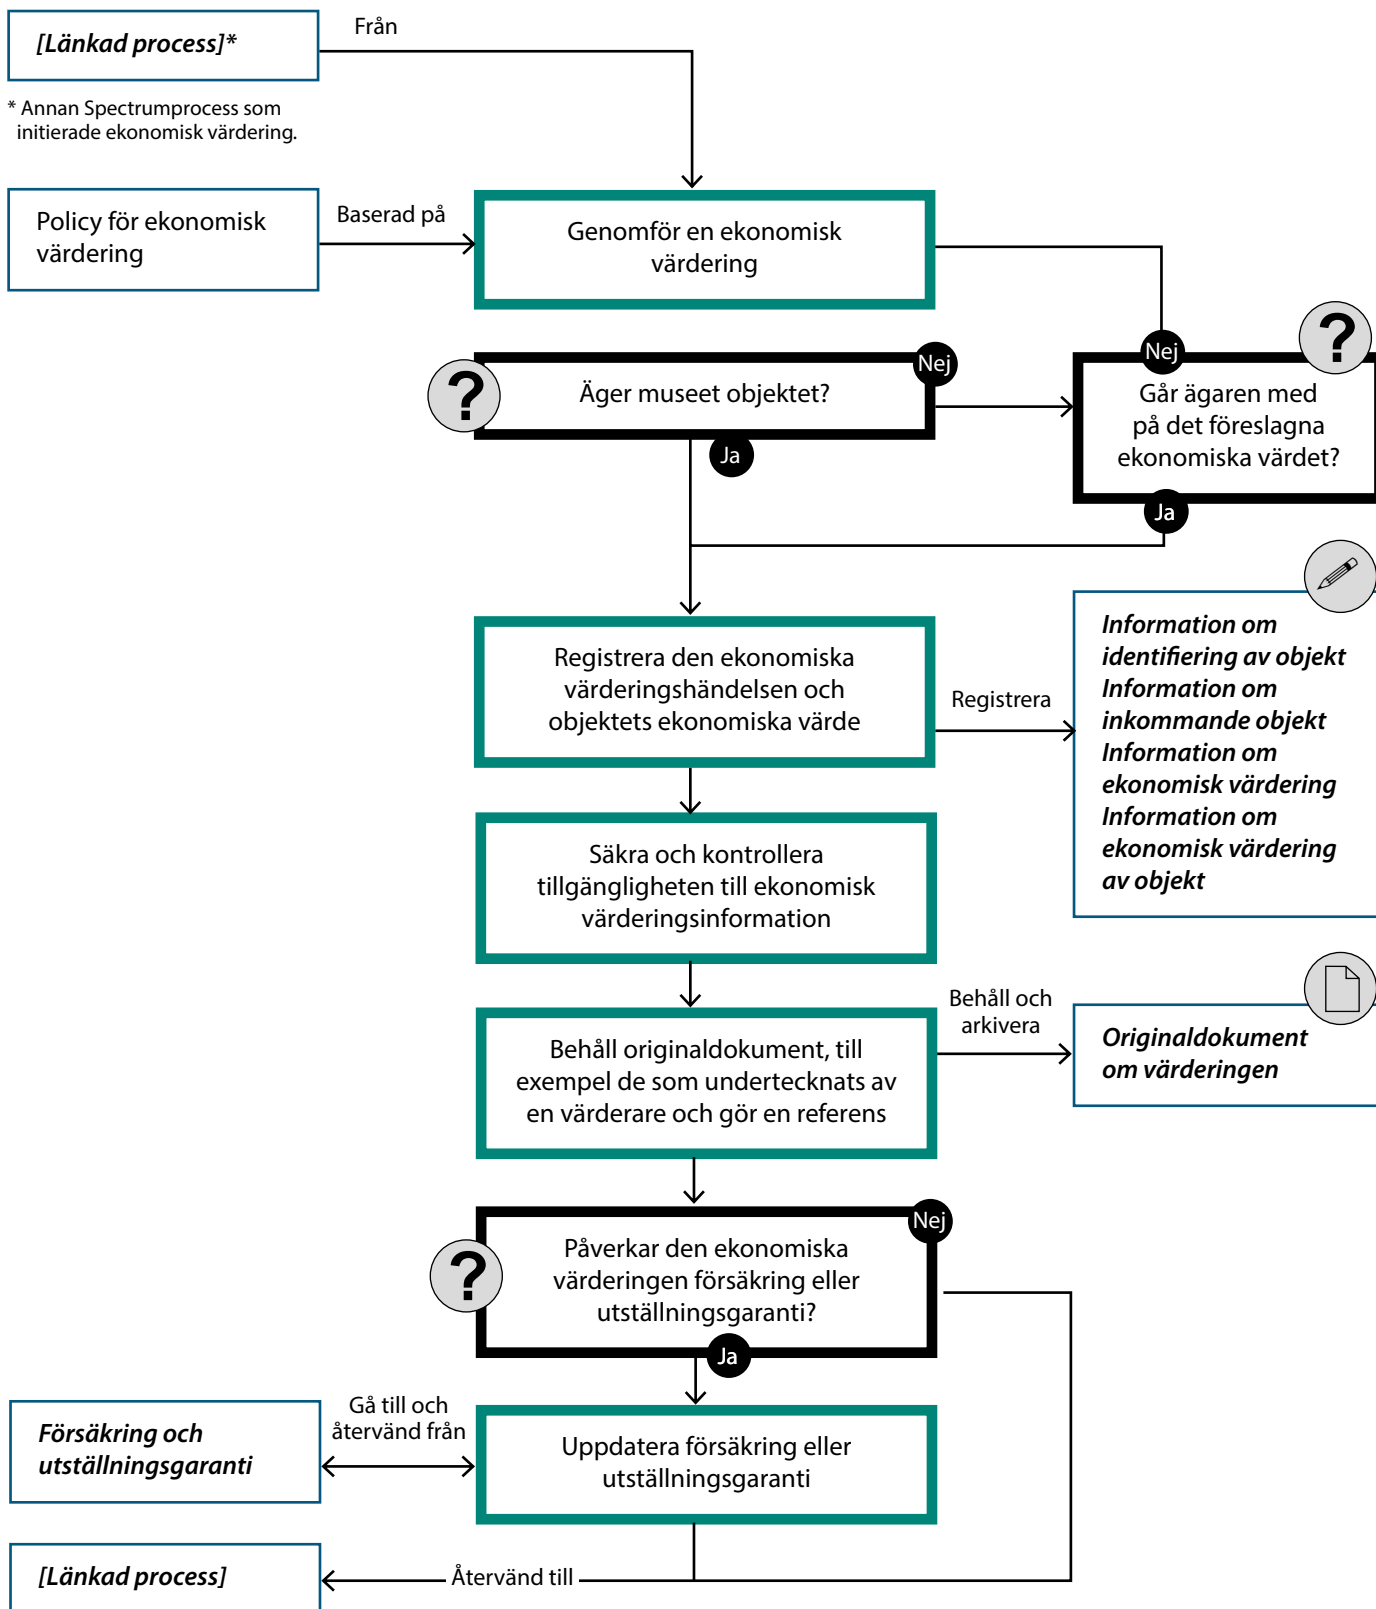 [Länkad process]*
Från
* Annan Spectrumprocess som
initierade ekonomisk värdering.
Policy för ekonomisk
värdering
Baserad på
Genomför en ekonomisk
värdering
?
Äger museet objektet?
Nej
Ja
?
Nej
Går ägaren med
på det föreslagna
ekonomiska värdet?
Ja
Registrera den ekonomiska
värderingshändelsen och
objektets ekonomiska värde
Registrera
Information om
identifiering av objekt
Information om
inkommande objekt
Information om
ekonomisk värdering
Information om
ekonomisk värdering
av objekt
Säkra och kontrollera
tillgängligheten till ekonomisk
värderingsinformation
Behåll originaldokument, till
exempel de som undertecknats av
en värderare och gör en referens
Behåll och
arkivera
Originaldokument
om värderingen
?
Nej
Påverkar den ekonomiska
värderingen försäkring eller
utställningsgaranti?
Ja
Försäkring och
utställningsgaranti
Gå till och
återvänd från
Uppdatera försäkring eller
utställningsgaranti
[Länkad process]
Återvänd till